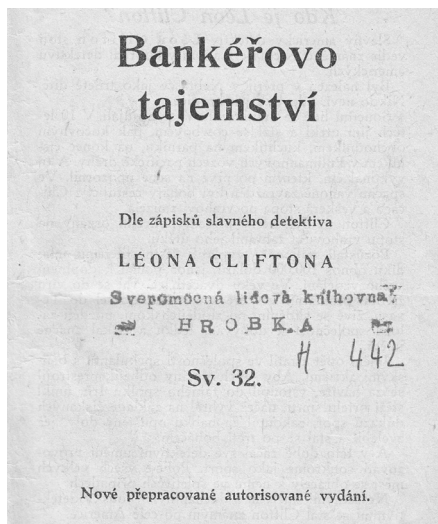 Bankéřovo
tajemství
Dle zápisků slavného detektiva
LÉONA CLIFTONA
Svepomocná lidová knihovna
HROBKA
H 442
Sv. 32.
Nové přepracované autorisované vydání.